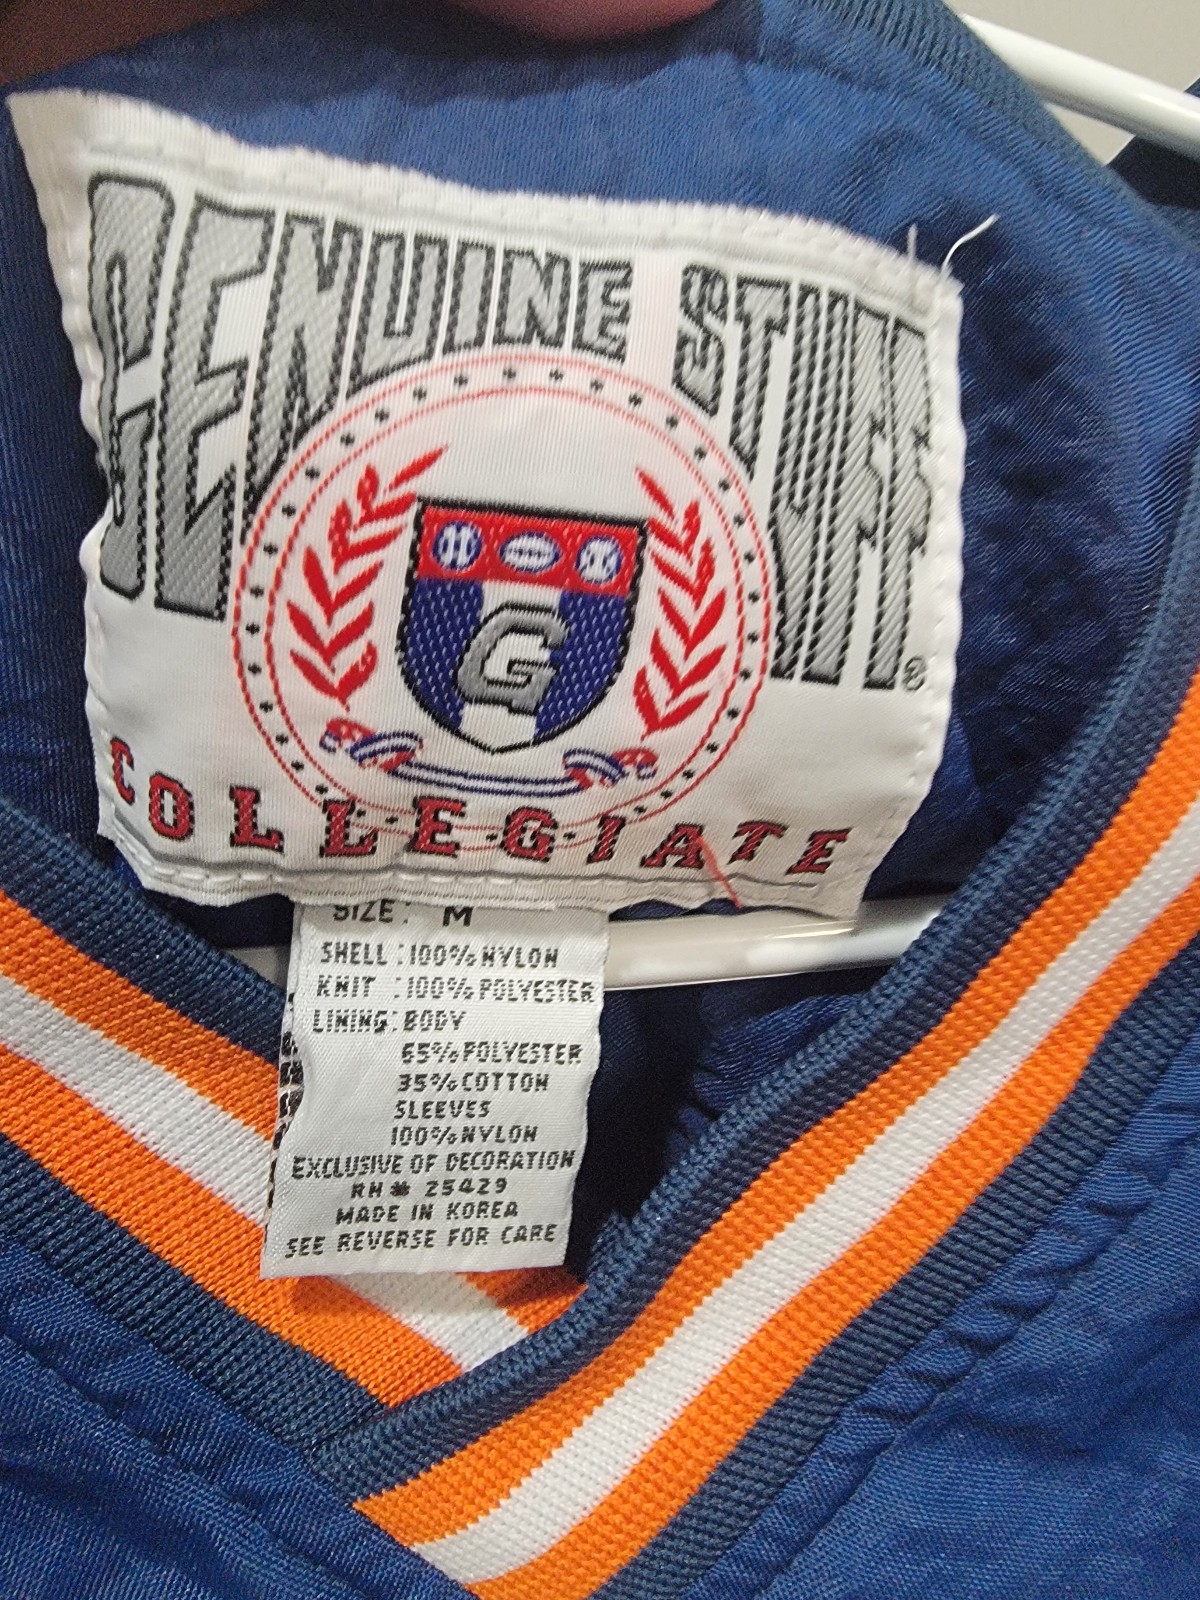 GENUINE STUFF
®
G
COLLEGIATE
SIZE: M
SHELL :100% NYLON
KNIT :100% POLYESTER
LINING: BODY
65% POLYESTER
35% COTTON
SLEEVES
100% NYLON
EXCLUSIVE OF DECORATION
RN# 25429
MADE IN KOREA
SEE REVERSE FOR CARE